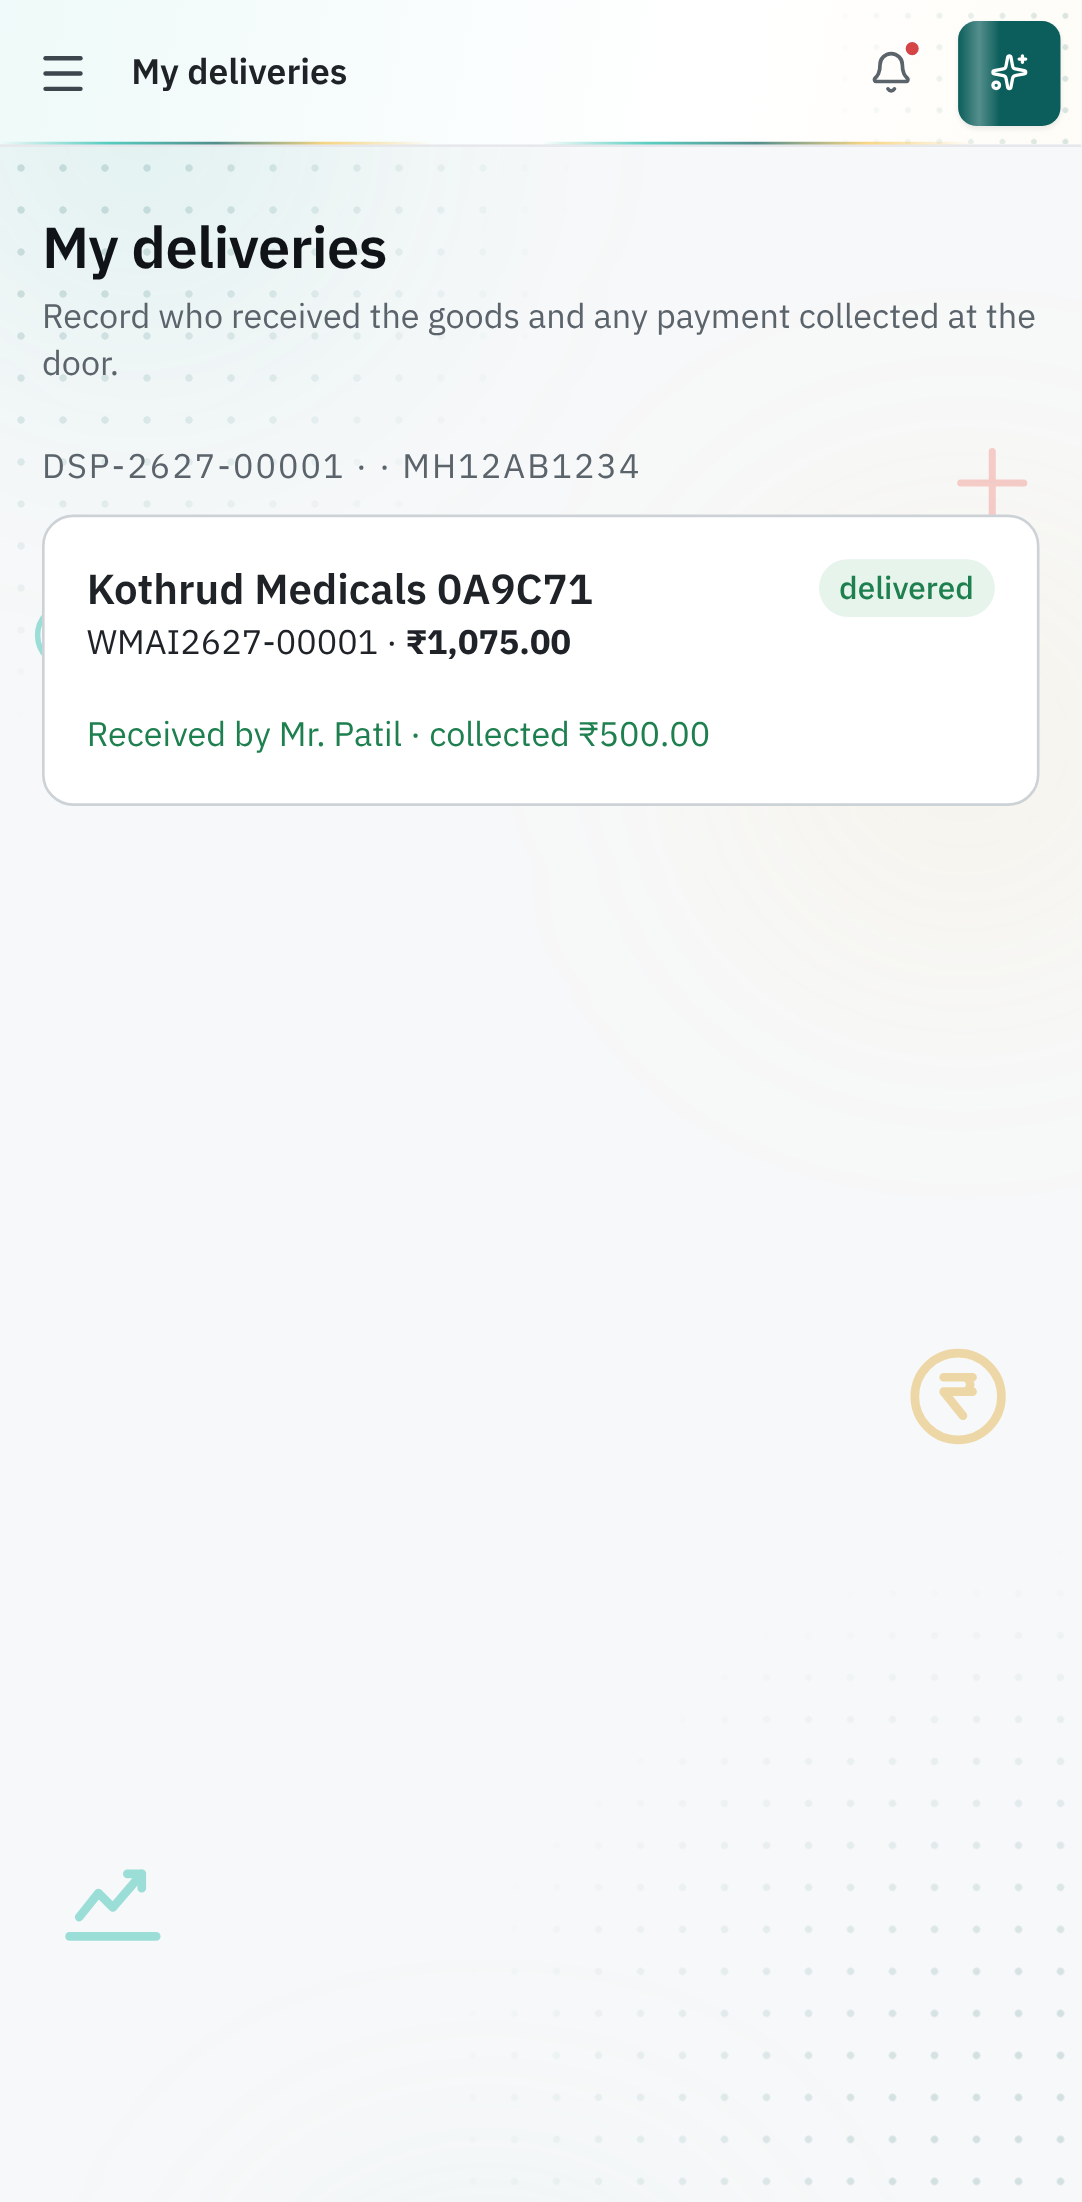 My deliveries
My deliveries
Record who received the goods and any payment collected at the
door.
DSP-2627-00001 · · MH12AB1234
Kothrud Medicals 0A9C71
delivered
WMAI2627-00001 · ₹1,075.00
Received by Mr. Patil · collected ₹500.00
₹